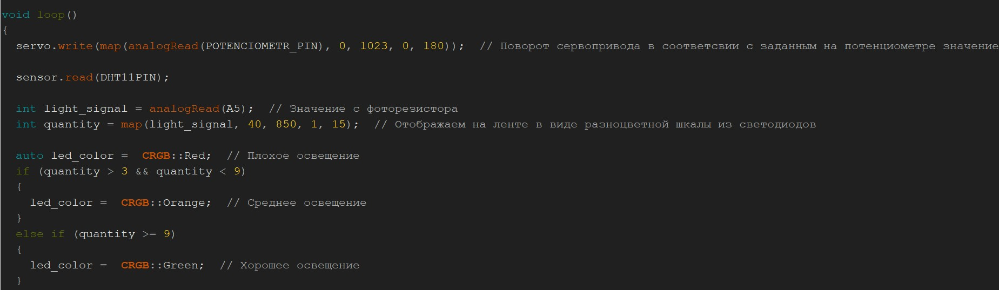 void loop()
{
  servo.write(map(analogRead(POTENCIOMETR_PIN), 0, 1023, 0, 180));  // Поворот сервопривода в соответсвии с заданным на потенциометре значение
  sensor.read(DHT11PIN);
  int light_signal = analogRead(A5);  // Значение с фоторезистора
  int quantity = map(light_signal, 40, 850, 1, 15);  // Отображаем на ленте в виде разноцветной шкалы из светодиодов
  auto led_color =  CRGB::Red;  // Плохое освещение
  if (quantity > 3 && quantity < 9)
  {
    led_color =  CRGB::Orange;  // Среднее освещение
  }
  else if (quantity >= 9)
  {
    led_color =  CRGB::Green;  // Хорошее освещение
  }